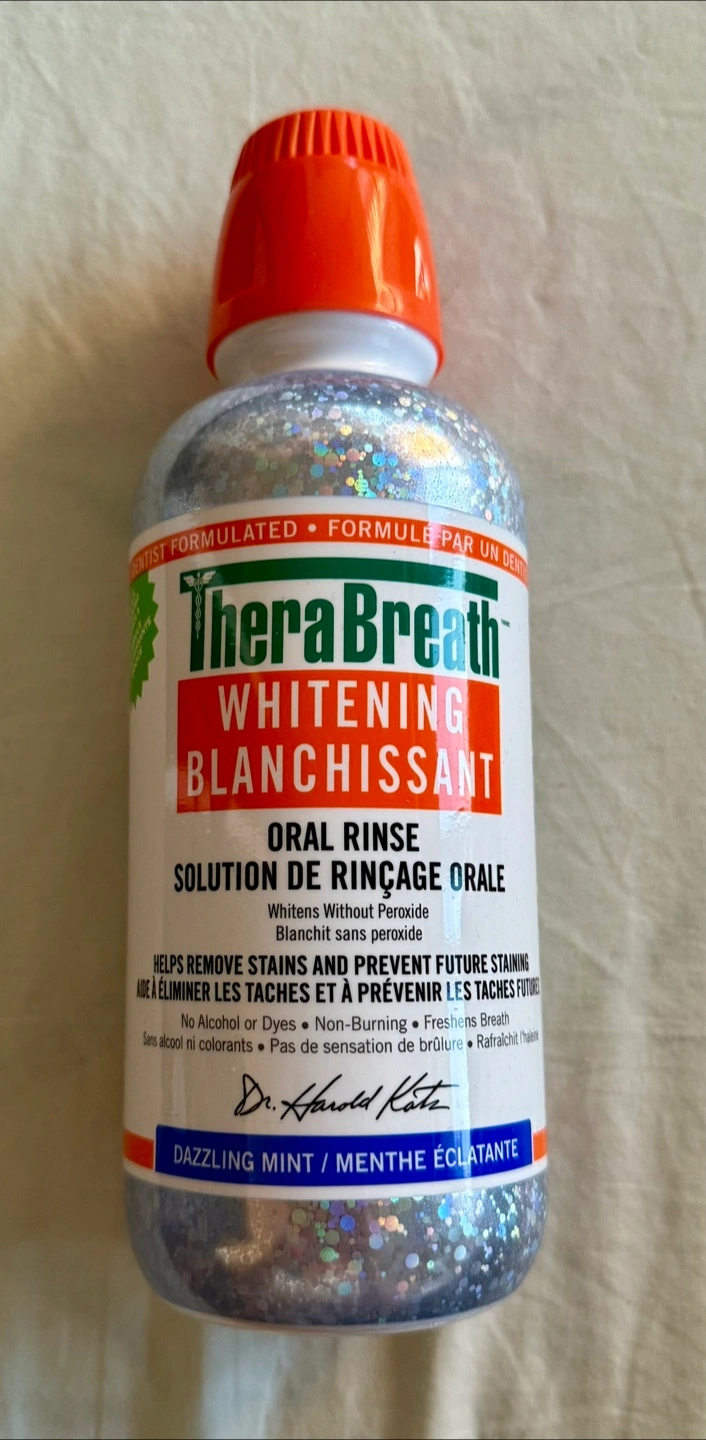 DENTIST FORMULATED • FORMULÉ PAR UN
TheraBreath™
WHITENING
BLANCHISSANT
ORAL RINSE
SOLUTION DE RINÇAGE ORALE
Whitens Without Peroxide
Blanchit sans peroxide
HELPS REMOVE STAINS AND PREVENT FUTURE STAINING
AIDE À ÉLIMINER LES TACHES ET À PRÉVENIR LES TACHES FUTURES
No Alcohol or Dyes • Non-Burning • Freshens Breath
Sans alcool ni colorants • Pas de sensation de brûlure • Rafraîchit l'haleine
Dr. Harold Katz
DAZZLING MINT / MENTHE ÉCLATANTE